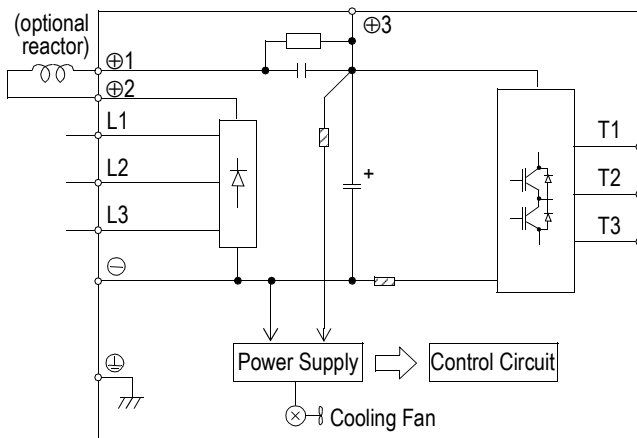 (optional
reactor)
⊕3
⊕1
⊕2
L1
L2
L3
T1
T2
T3
+
⊖
Power Supply
Control Circuit
Cooling Fan